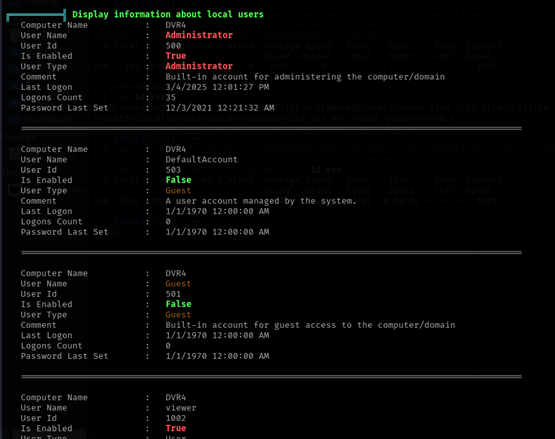 Display information about local users
Computer Name : DVR4
User Name : Administrator
User Id : 500
Is Enabled : True
User Type : Administrator
Comment : Built-in account for administering the computer/domain
Last Logon : 3/4/2025 12:01:27 PM
Logons Count : 35
Password Last Set : 12/3/2021 12:21:32 AM
Computer Name : DVR4
User Name : DefaultAccount
User Id : 503
Is Enabled : False
User Type : Guest
Comment : A user account managed by the system.
Last Logon : 1/1/1970 12:00:00 AM
Logons Count : 0
Password Last Set : 1/1/1970 12:00:00 AM
Computer Name : DVR4
User Name : Guest
User Id : 501
Is Enabled : False
User Type : Guest
Comment : Built-in account for guest access to the computer/domain
Last Logon : 1/1/1970 12:00:00 AM
Logons Count : 0
Password Last Set : 1/1/1970 12:00:00 AM
Computer Name : DVR4
User Name : viewer
User Id : 1002
Is Enabled : True
User Type : User